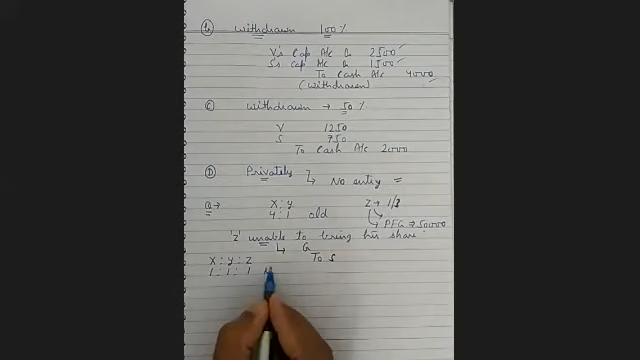 (b) withdrawn 100%
V's Cap A/c Dr 2500
S's cap A/c Dr 1500
To Cash A/c 4000
(withdrawn)
(C) withdrawn → 50%
V 1250
S 750
To Cash A/c 2000
(D) Privately → No entry =
Q → X : Y Z → 1/3
4 : 1 old
PFG ⇒ 50000
'Z' unable to bring his share
↳ G
To S
X : Y : Z
1 : 1 : 1